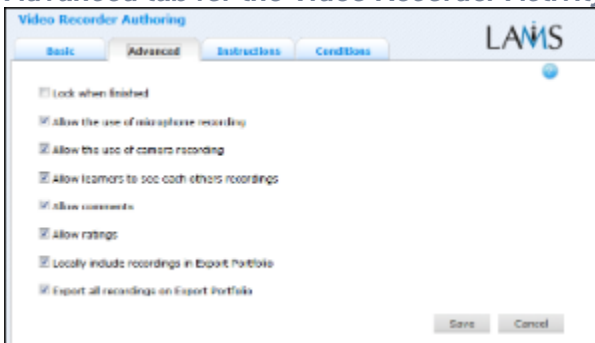 Advanced tab for the Video Recorder Activity
Video Recorder Authoring
LAMS
Basic Advanced Instructions Conditions
Lock when finished
Allow the use of microphone recording
Allow the use of camera recording
Allow learners to see each others recordings
Allow comments
Allow ratings
Locally include recordings in Export Portfolio
Export all recordings on Export Portfolio
Save Cancel